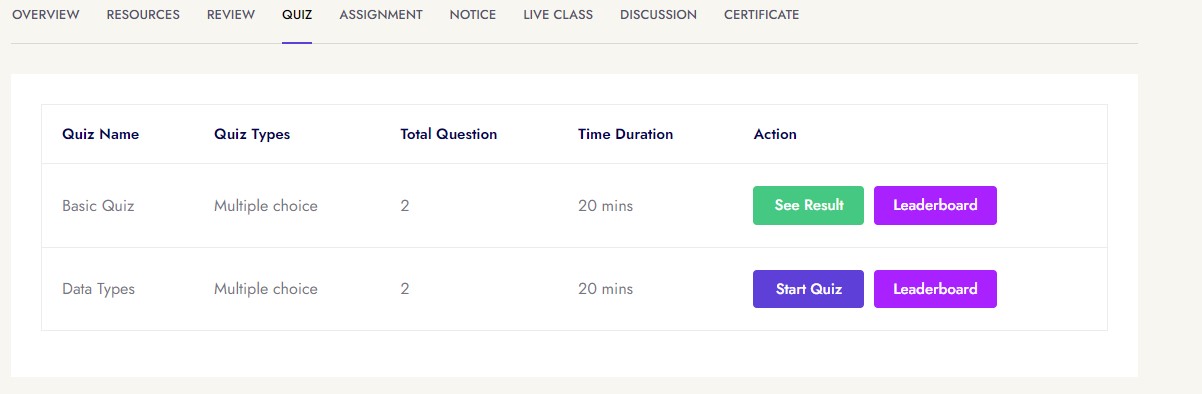 OVERVIEW RESOURCES REVIEW QUIZ ASSIGNMENT NOTICE LIVE CLASS DISCUSSION CERTIFICATE
Quiz Name Quiz Types Total Question Time Duration Action
Basic Quiz Multiple choice 2 20 mins See Result Leaderboard
Data Types Multiple choice 2 20 mins Start Quiz Leaderboard